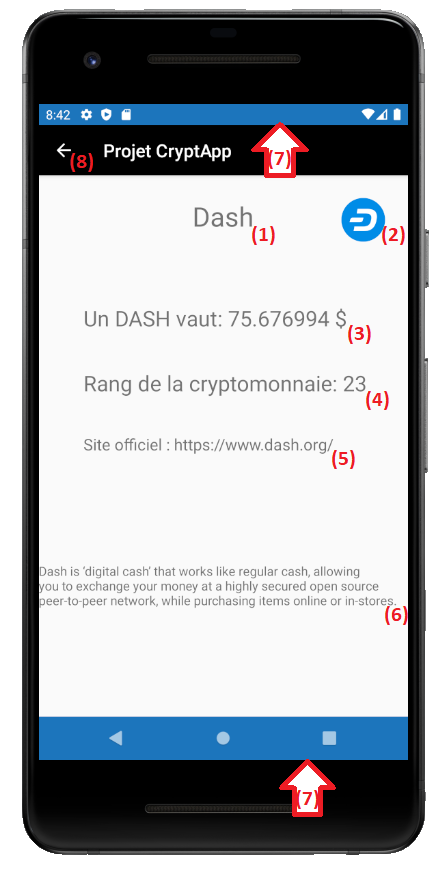 8:42
(7)
(8) Projet CryptApp
Dash
(1)
(2)
Un DASH vaut: 75.676994 $
(3)
Rang de la cryptomonnaie: 23
(4)
Site officiel : https://www.dash.org/
(5)
Dash is 'digital cash' that works like regular cash, allowing
you to exchange your money at a highly secured open source
peer-to-peer network, while purchasing items online or in-stores.
(6)
(7)